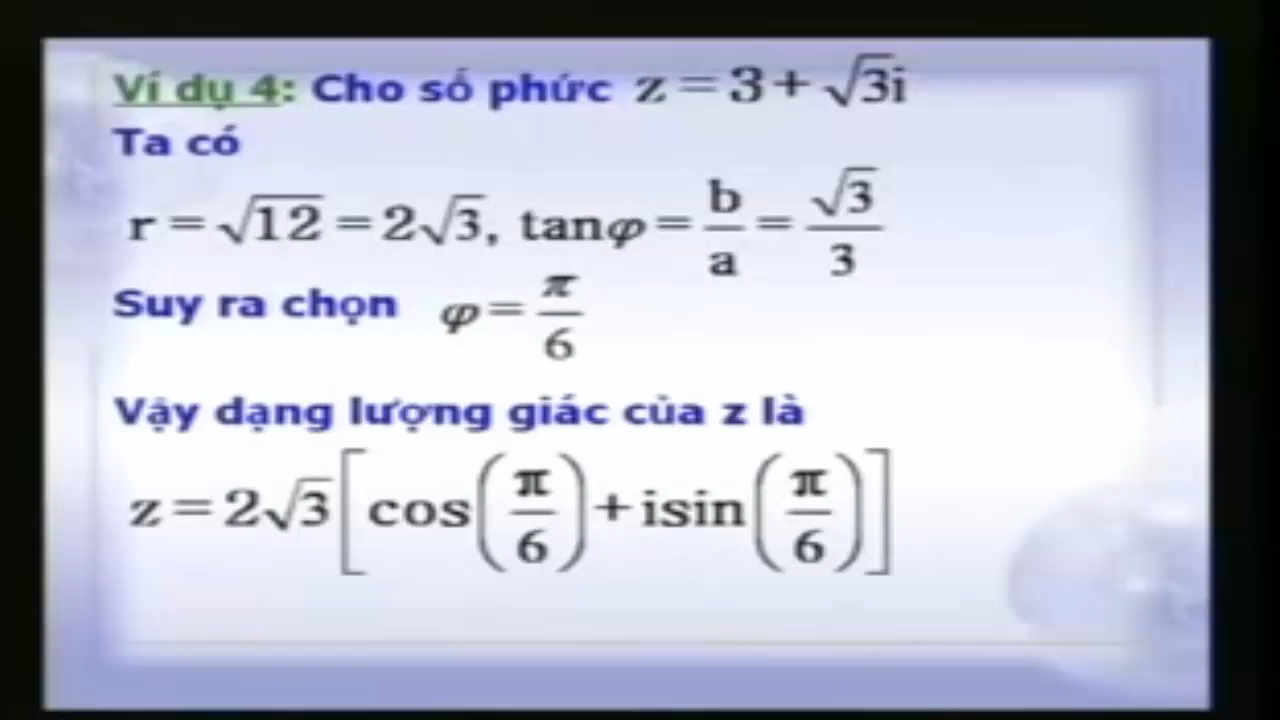 Ví dụ 4: Cho số phức z = 3 + √3i
Ta có
r = √12 = 2√3, tanφ = b/a = √3/3
Suy ra chọn φ = π/6
Vậy dạng lượng giác của z là
z = 2√3[cos(π/6) + isin(π/6)]